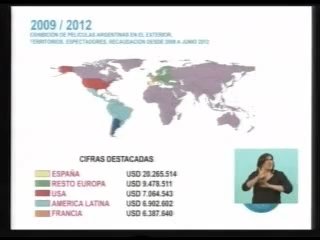 2009 / 2012
EXHIBICIÓN DE PELÍCULAS ARGENTINAS EN EL EXTERIOR.
TERRITORIOS, ESPECTADORES, RECAUDACIÓN DESDE 2009 A JUNIO 2012
CIFRAS DESTACADAS
ESPAÑA USD 20.265.514
RESTO EUROPA USD 9.478.511
USA USD 7.064.543
AMERICA LATINA USD 6.902.602
FRANCIA USD 6.387.640